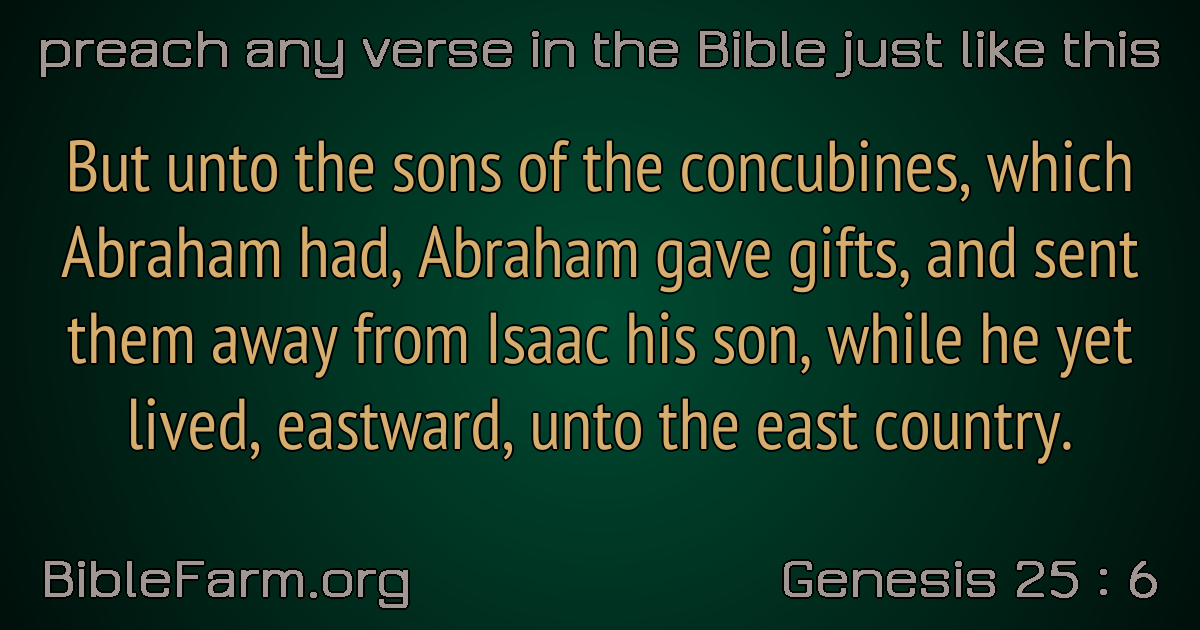 preach any verse in the Bible just like this
But unto the sons of the concubines, which
Abraham had, Abraham gave gifts, and sent
them away from Isaac his son, while he yet
lived, eastward, unto the east country.
BibleFarm.org
Genesis 25 : 6